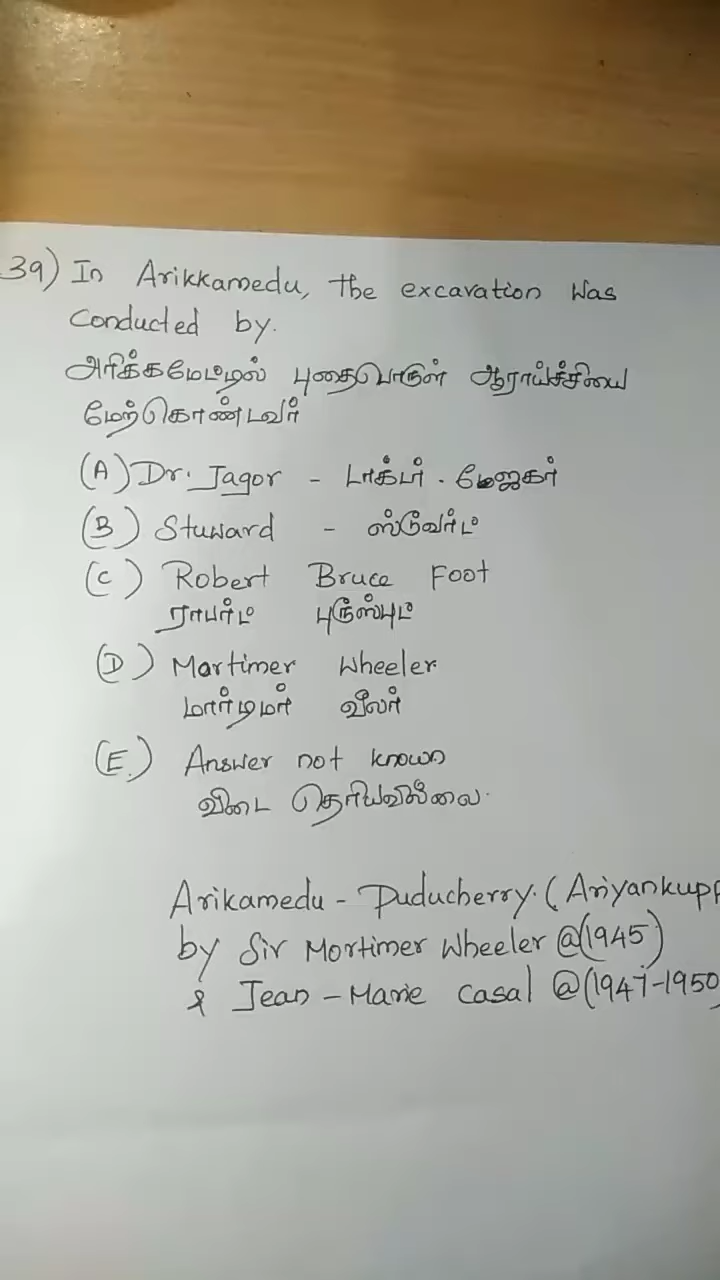 39) In Arikkamedu, the excavation was
Conducted by.
அரிக்கமேட்டில் புதைபொருள் ஆராய்ச்சியை
மேற்கொண்டவர்
(A) Dr. Jagor - டாக்டர். ஜேகர்
(B) Stuward - ஸ்டுவர்ட்
(C) Robert Bruce Foot
ராபர்ட் புரூஸ்புட்
(D) Martimer Wheeler
மார்டிமர் வீலர்
(E.) Answer not known
விடை தெரியவில்லை.
Arikamedu - Puducherry. (Ariyankupp
by Sir Mortimer Wheeler @(1945)
& Jean-Marie Casal @(1947-1950